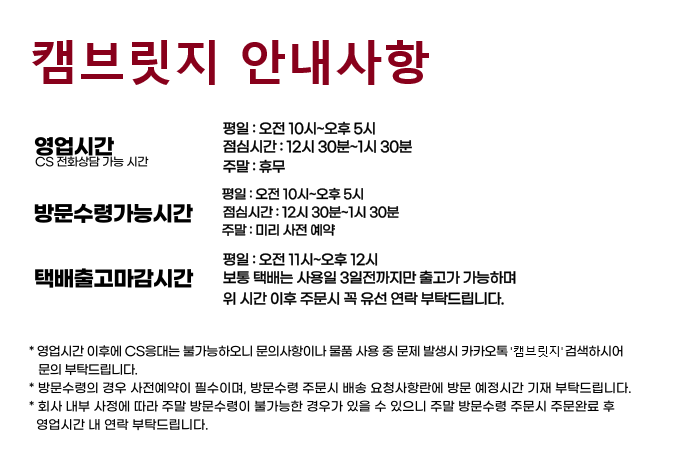 캠브릿지 안내사항
영업시간
CS 전화상담 가능 시간
평일 : 오전 10시~오후 5시
점심시간 : 12시 30분~1시 30분
주말 : 휴무
방문수령가능시간
평일 : 오전 10시~오후 5시
점심시간 : 12시 30분~1시 30분
주말 : 미리 사전 예약
택배출고마감시간
평일 : 오전 11시~오후 12시
보통 택배는 사용일 3일전까지만 출고가 가능하며
위 시간 이후 주문시 꼭 유선 연락 부탁드립니다.
* 영업시간 이후에 CS응대는 불가능하오니 문의사항이나 물품 사용 중 문제 발생시 카카오톡 '캠브릿지' 검색하시어
문의 부탁드립니다.
* 방문수령의 경우 사전예약이 필수이며, 방문수령 주문시 배송 요청사항란에 방문 예정시간 기재 부탁드립니다.
* 회사 내부 사정에 따라 주말 방문수령이 불가능한 경우가 있을 수 있으니 주말 방문수령 주문시 주문완료 후
영업시간 내 연락 부탁드립니다.